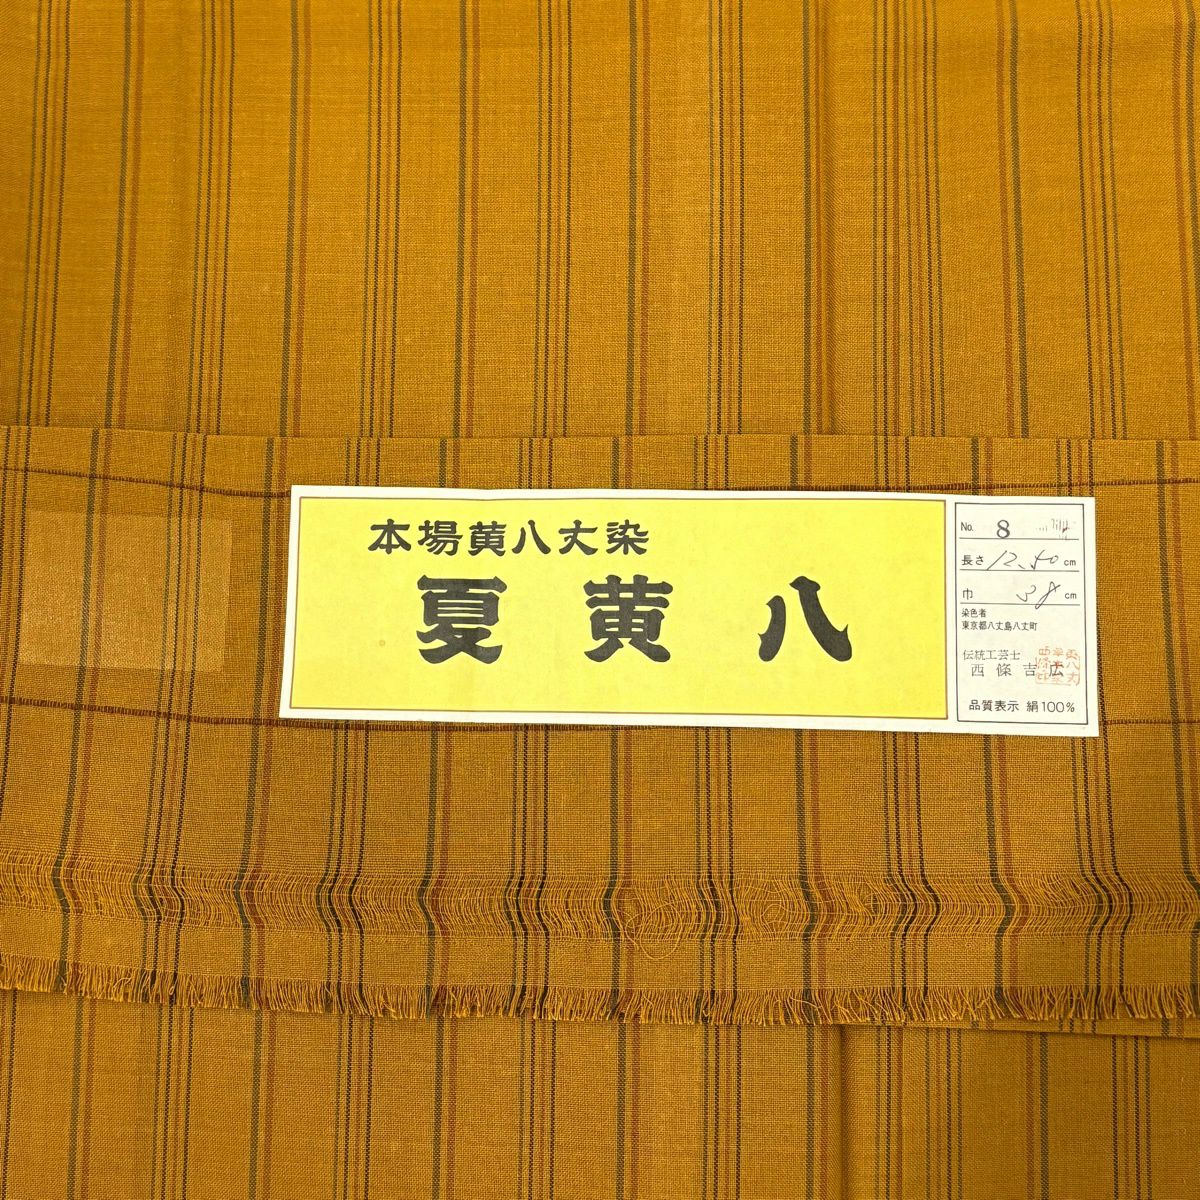 本場黄八丈染
夏黄八
No. 8
長さ 12.50 cm
巾 38 cm
染色者
東京都八丈島八丈町
伝統工芸士
西條吉広
品質表示 絹100%